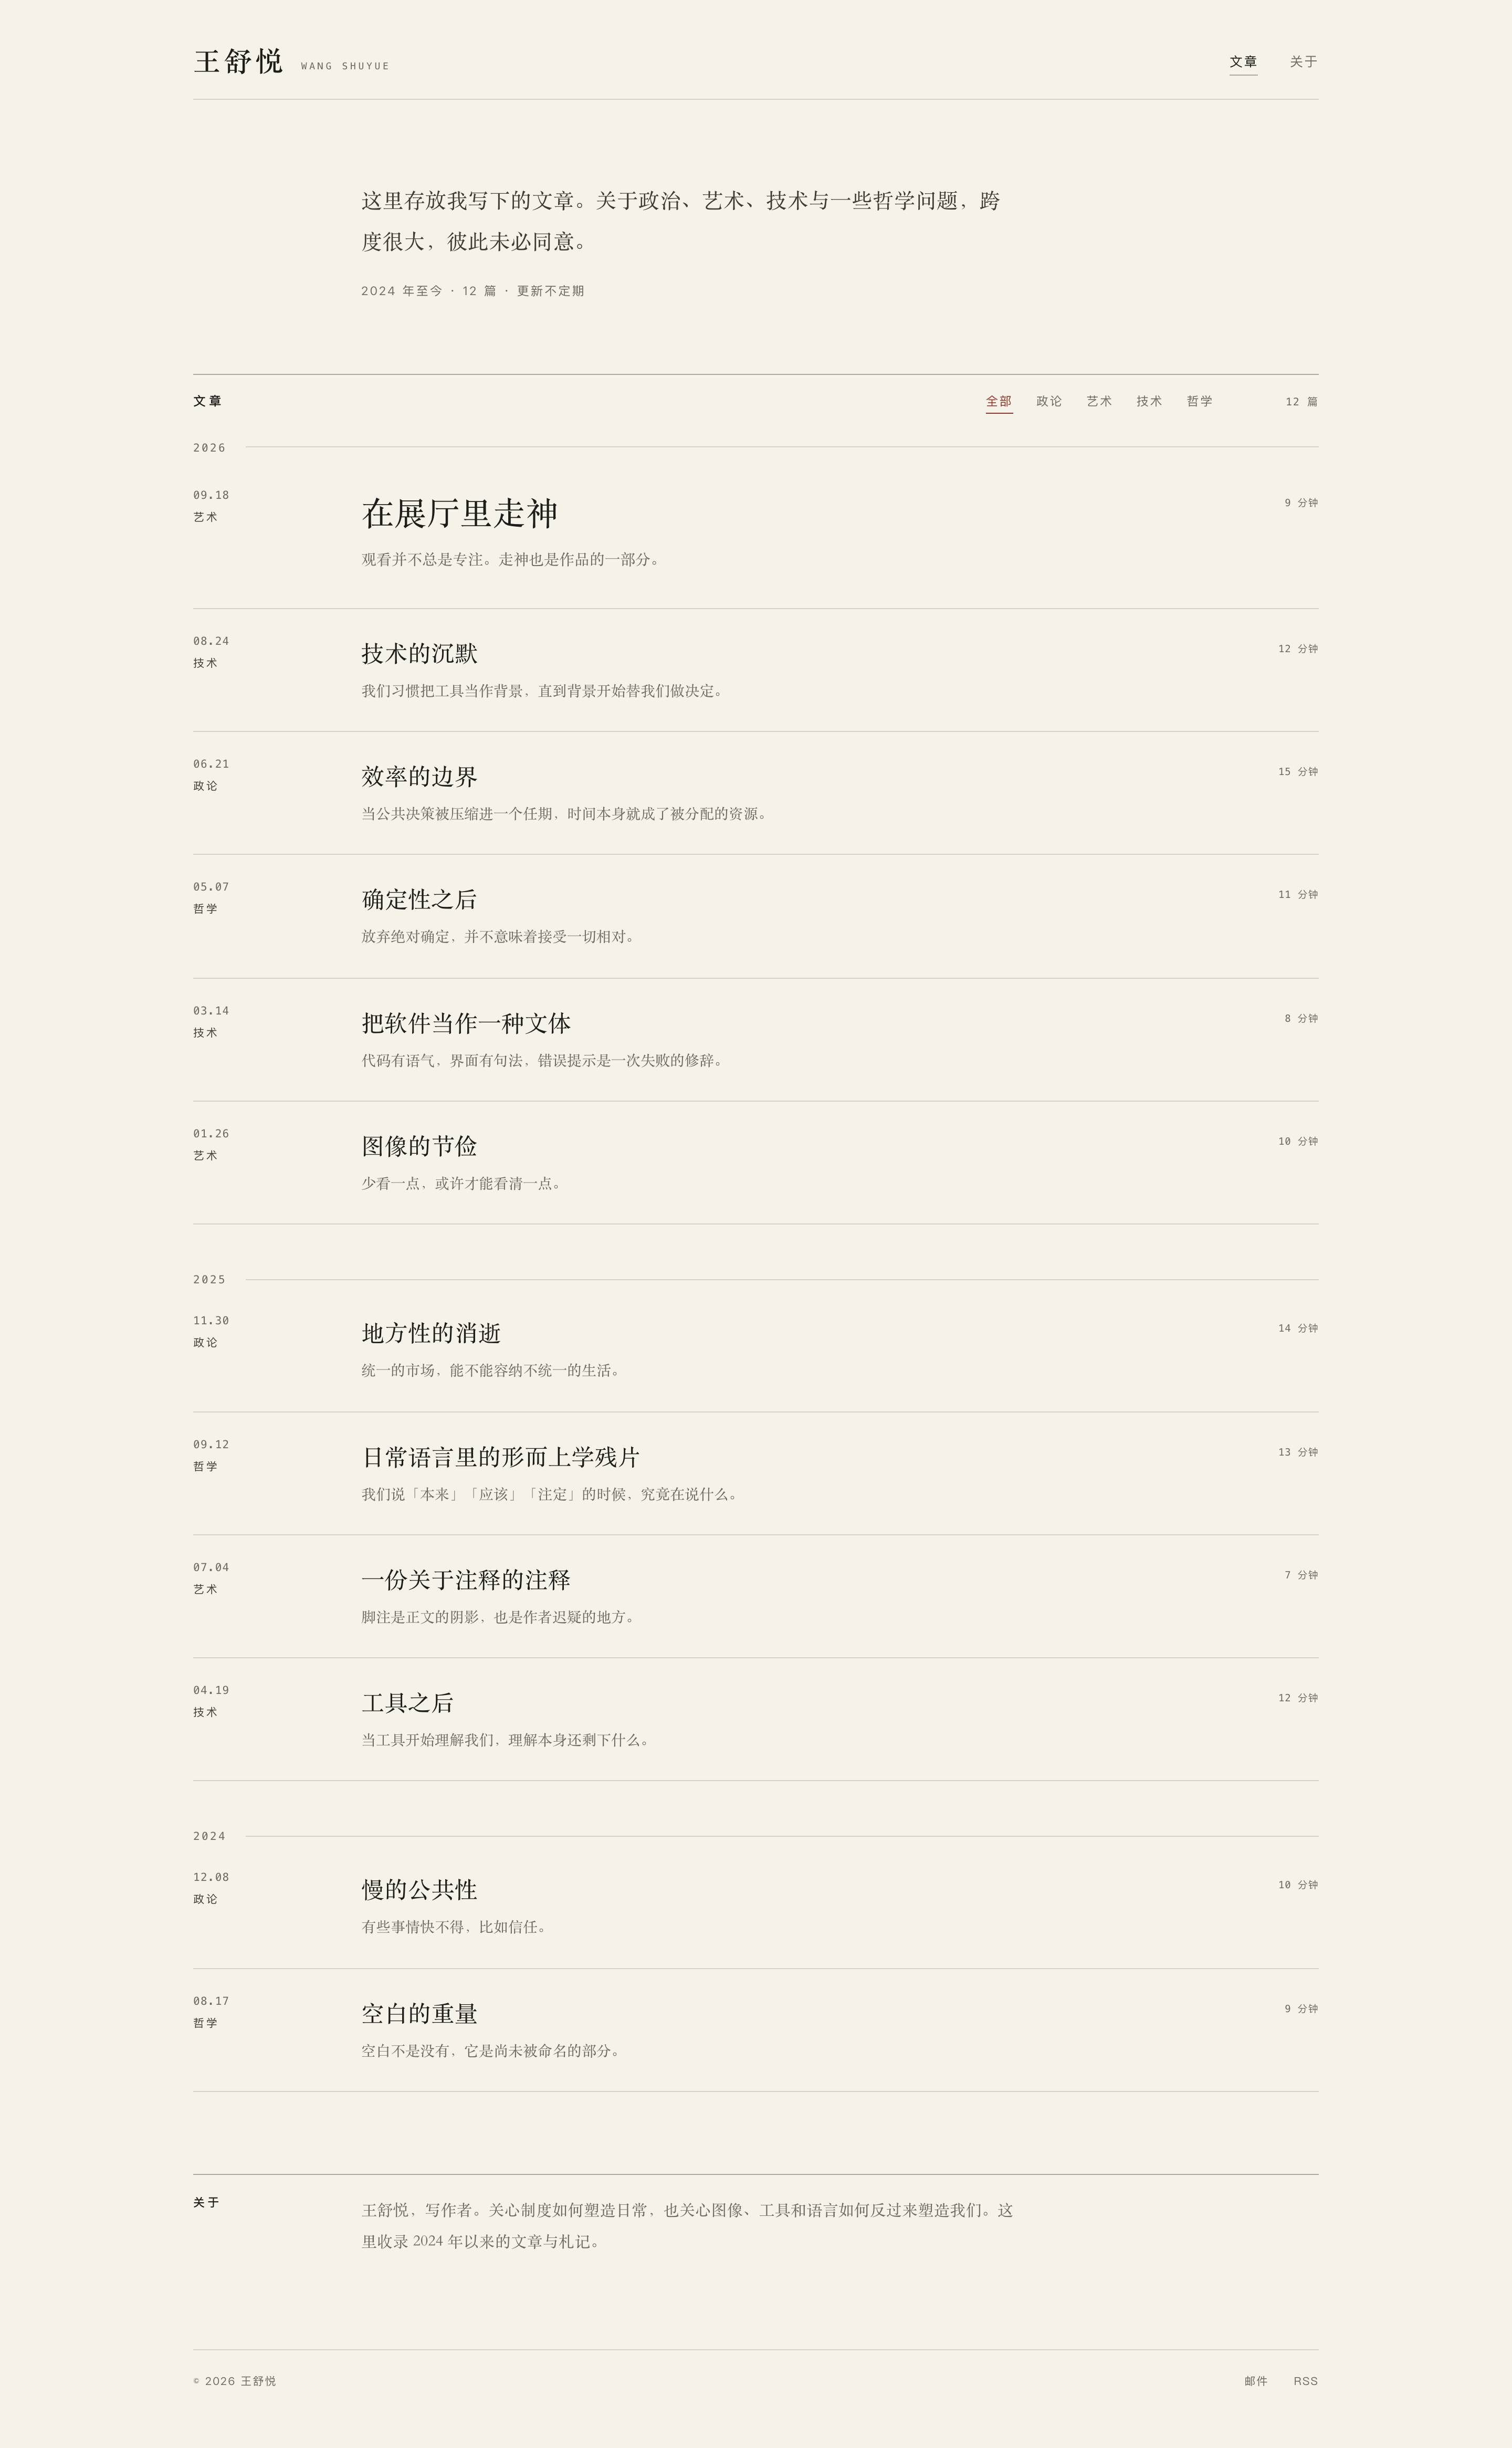 王舒悦 WANG SHUYUE 文章 关于
这里存放我写下的文章。关于政治、艺术、技术与一些哲学问题，跨
度很大，彼此未必同意。
2024 年至今 · 12 篇 · 更新不定期
文章 全部 政论 艺术 技术 哲学 12 篇
2026
09.18
艺术
在展厅里走神
观看并不总是专注。走神也是作品的一部分。
9 分钟
08.24
技术
技术的沉默
我们习惯把工具当作背景，直到背景开始替我们做决定。
12 分钟
06.21
政论
效率的边界
当公共决策被压缩进一个任期，时间本身就成了被分配的资源。
15 分钟
05.07
哲学
确定性之后
放弃绝对确定，并不意味着接受一切相对。
11 分钟
03.14
技术
把软件当作一种文体
代码有语气，界面有句法，错误提示是一次失败的修辞。
8 分钟
01.26
艺术
图像的节俭
少看一点，或许才能看清一点。
10 分钟
2025
11.30
政论
地方性的消逝
统一的市场，能不能容纳不统一的生活。
14 分钟
09.12
哲学
日常语言里的形而上学残片
我们说「本来」「应该」「注定」的时候，究竟在说什么。
13 分钟
07.04
艺术
一份关于注释的注释
脚注是正文的阴影，也是作者迟疑的地方。
7 分钟
04.19
技术
工具之后
当工具开始理解我们，理解本身还剩下什么。
12 分钟
2024
12.08
政论
慢的公共性
有些事情快不得，比如信任。
10 分钟
08.17
哲学
空白的重量
空白不是没有，它是尚未被命名的部分。
9 分钟
关于
王舒悦，写作者。关心制度如何塑造日常，也关心图像、工具和语言如何反过来塑造我们。这
里收录 2024 年以来的文章与札记。
© 2026 王舒悦 邮件 RSS